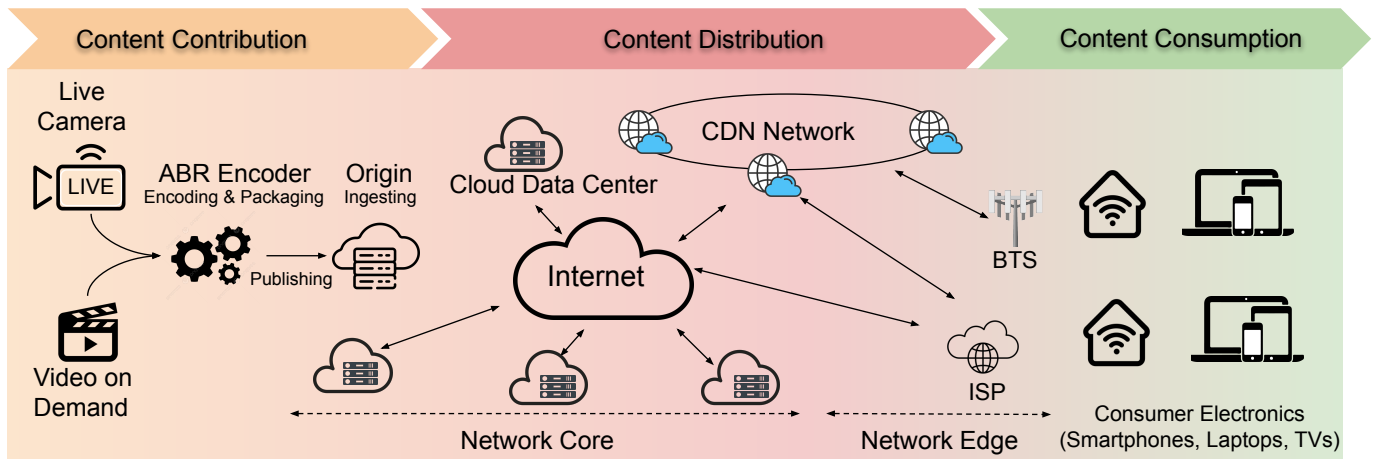 Content Contribution
Content Distribution
Content Consumption
Live
Camera
LIVE
ABR Encoder
Encoding & Packaging
Origin
Ingesting
Publishing
Video on
Demand
Cloud Data Center
CDN Network
Internet
BTS
ISP
Network Core
Network Edge
Consumer Electronics
(Smartphones, Laptops, TVs)